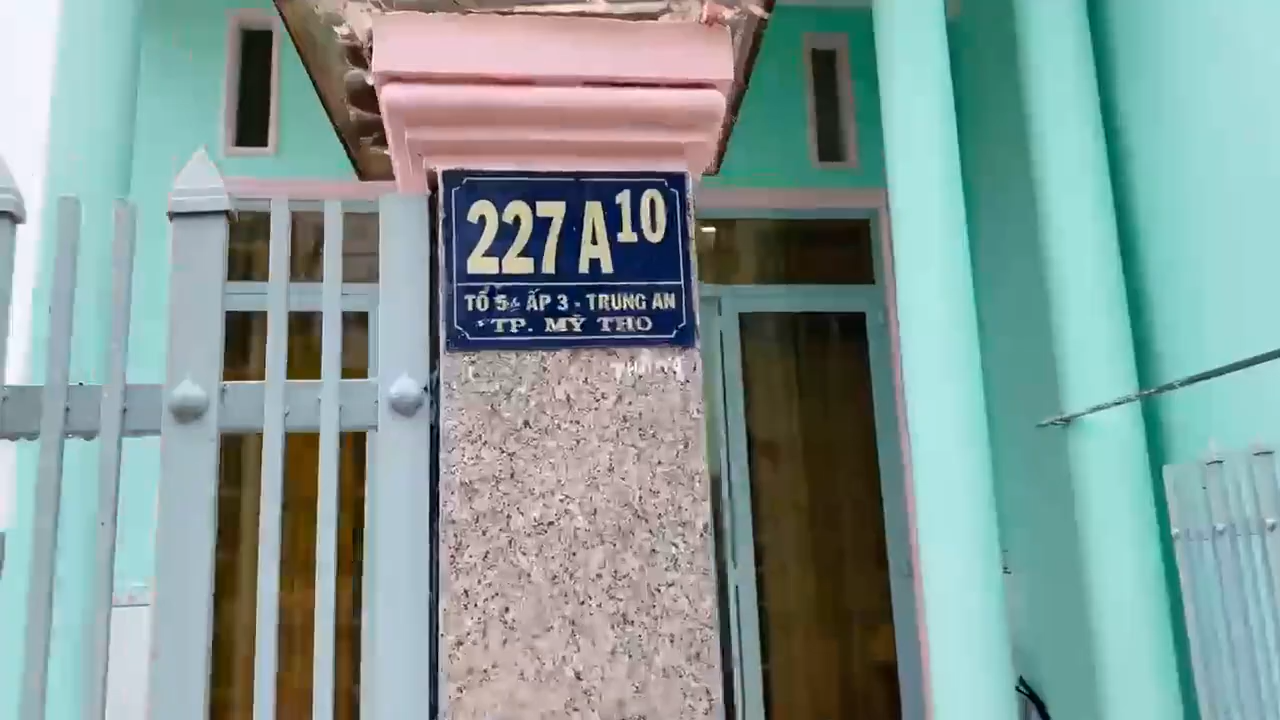 227 A10
TỔ 5 - ẤP 3 - TRUNG AN
TP. MỸ THO